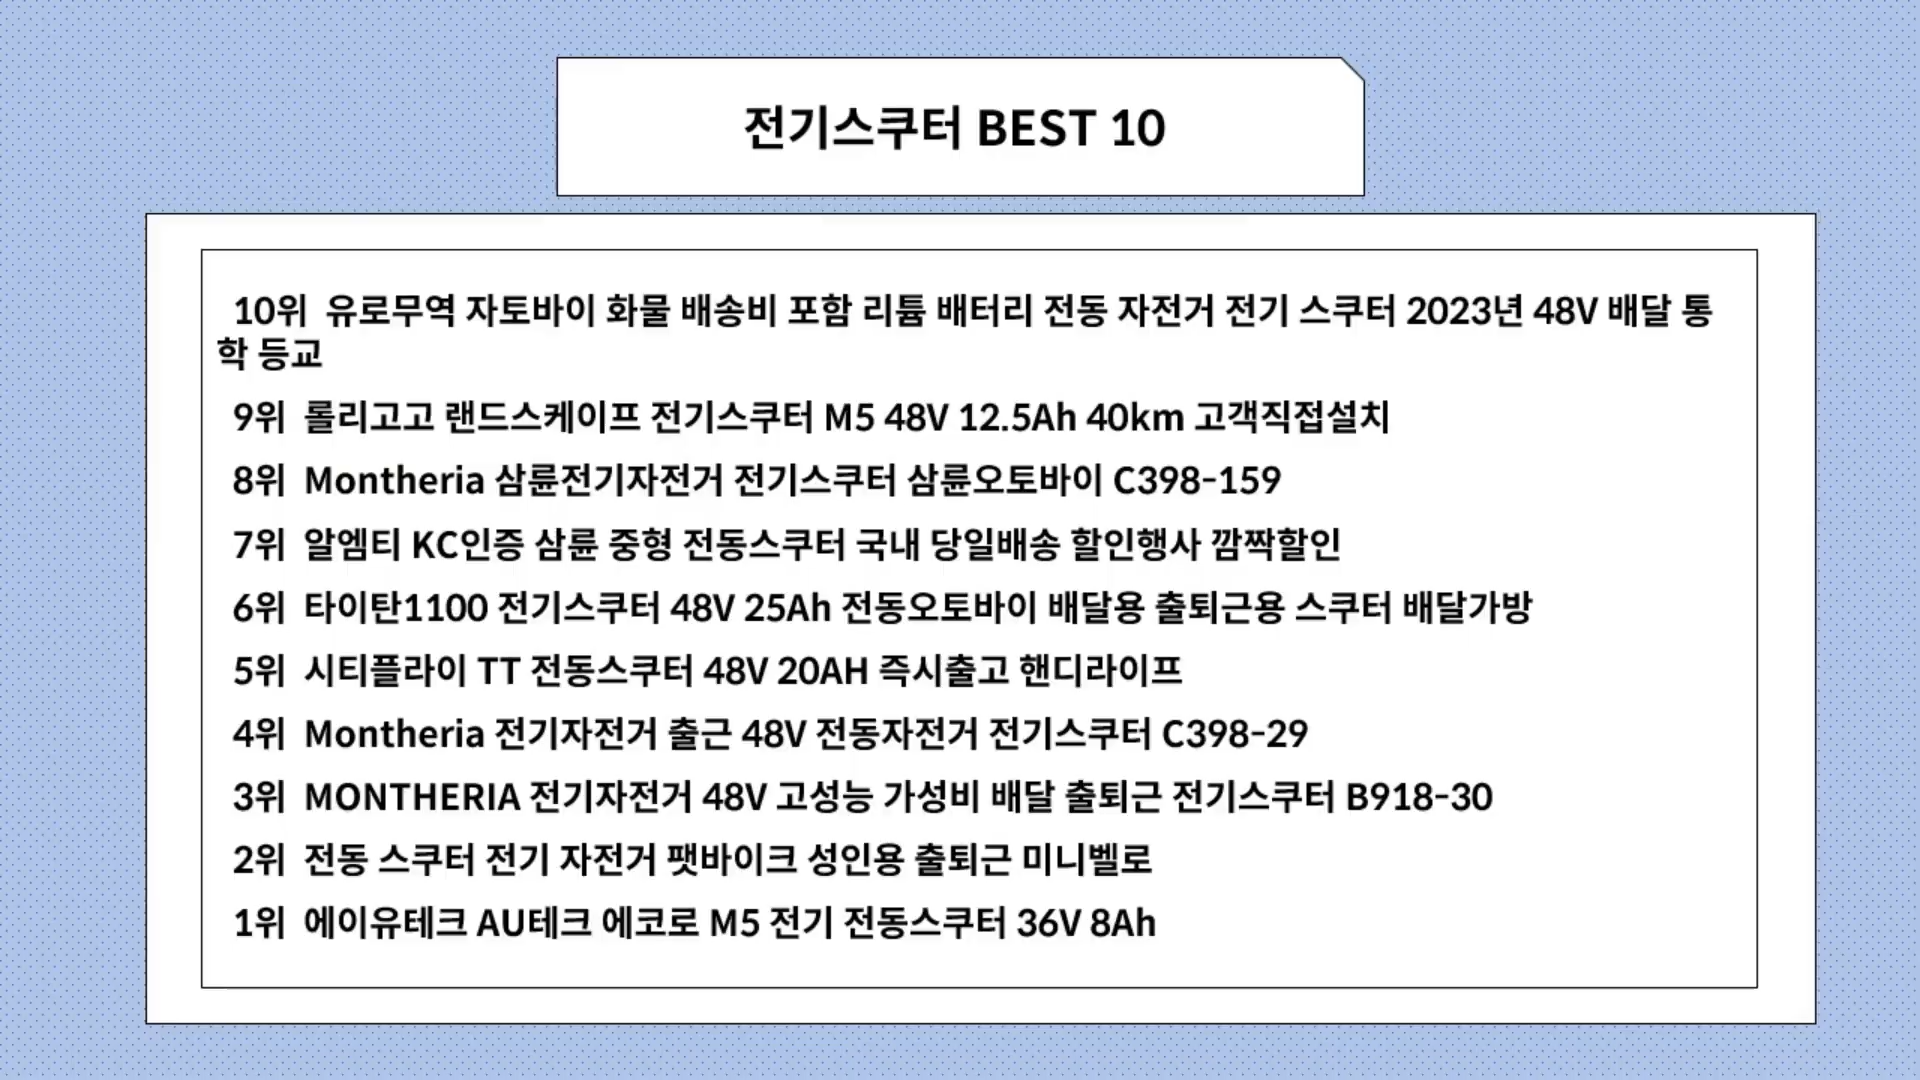 전기스쿠터 BEST 10
10위 유로무역 자토바이 화물 배송비 포함 리튬 배터리 전동 자전거 전기 스쿠터 2023년 48V 배달 통
학 등교
9위 롤리고고 랜드스케이프 전기스쿠터 M5 48V 12.5Ah 40km 고객직접설치
8위 Montheria 삼륜전기자전거 전기스쿠터 삼륜오토바이 C398-159
7위 알엠티 KC인증 삼륜 중형 전동스쿠터 국내 당일배송 할인행사 깜짝할인
6위 타이탄1100 전기스쿠터 48V 25Ah 전동오토바이 배달용 출퇴근용 스쿠터 배달가방
5위 시티플라이 TT 전동스쿠터 48V 20AH 즉시출고 핸디라이프
4위 Montheria 전기자전거 출근 48V 전동자전거 전기스쿠터 C398-29
3위 MONTHERIA 전기자전거 48V 고성능 가성비 배달 출퇴근 전기스쿠터 B918-30
2위 전동 스쿠터 전기 자전거 팻바이크 성인용 출퇴근 미니벨로
1위 에이유테크 AU테크 에코로 M5 전기 전동스쿠터 36V 8Ah